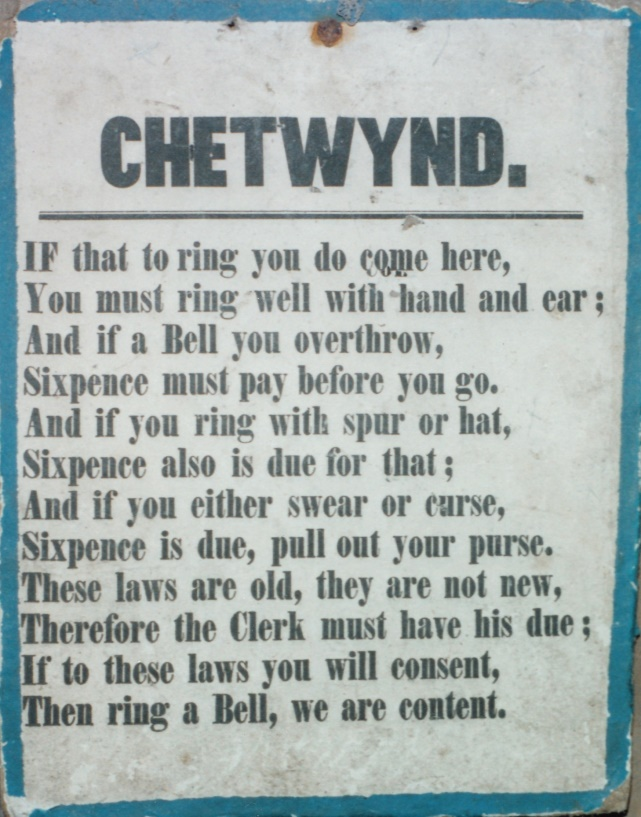 CHETWYND.
IF that to ring you do come here,
You must ring well with hand and ear;
And if a Bell you overthrow,
Sixpence must pay before you go.
And if you ring with spur or hat,
Sixpence also is due for that;
And if you either swear or curse,
Sixpence is due, pull out your purse.
These laws are old, they are not new,
Therefore the Clerk must have his due;
If to these laws you will consent,
Then ring a Bell, we are content.